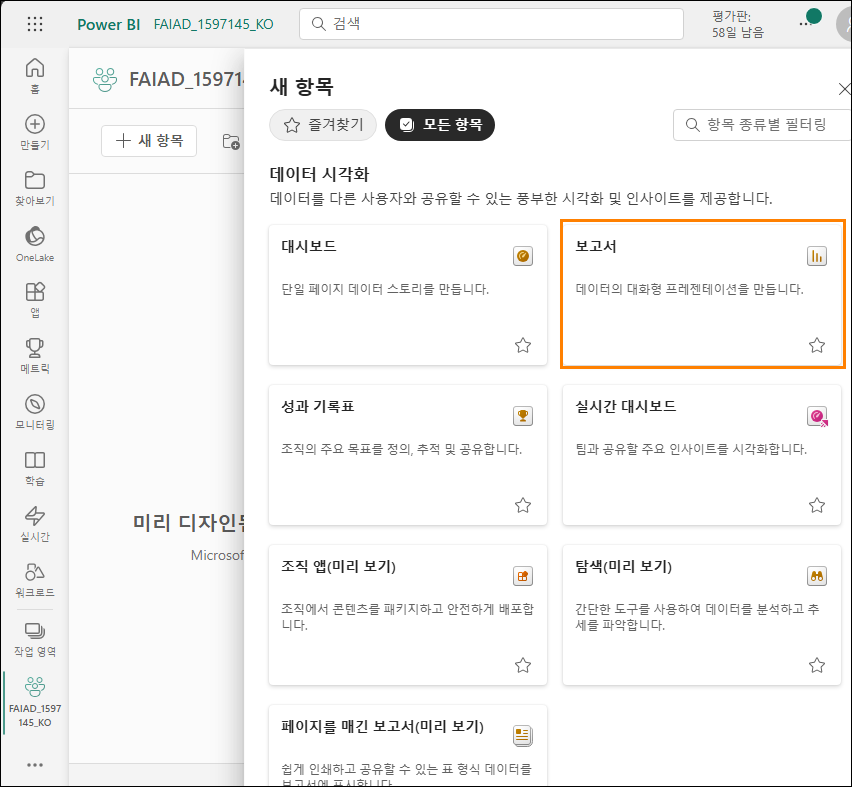 Power BI FAIAD_1597145_KO 검색 평가판:
58일 남음
홈
만들기
찾아보기
OneLake
앱
메트릭
모니터링
학습
실시간
워크로드
작업 영역
FAIAD_1597
145_KO
FAIAD_15971
새 항목
미리 디자인
Microsof
새 항목
즐겨찾기 모든 항목 항목 종류별 필터링
데이터 시각화
데이터를 다른 사용자와 공유할 수 있는 풍부한 시각화 및 인사이트를 제공합니다.
대시보드
단일 페이지 데이터 스토리를 만듭니다.
보고서
데이터의 대화형 프레젠테이션을 만듭니다.
성과 기록표
조직의 주요 목표를 정의, 추적 및 공유합니다.
실시간 대시보드
팀과 공유할 주요 인사이트를 시각화합니다.
조직 앱(미리 보기)
조직에서 콘텐츠를 패키지하고 안전하게 배포합
니다.
탐색(미리 보기)
간단한 도구를 사용하여 데이터를 분석하고 추
세를 파악합니다.
페이지를 매긴 보고서(미리 보기)
쉽게 인쇄하고 공유할 수 있는 표 형식 데이터를
보고서에 표시합니다.